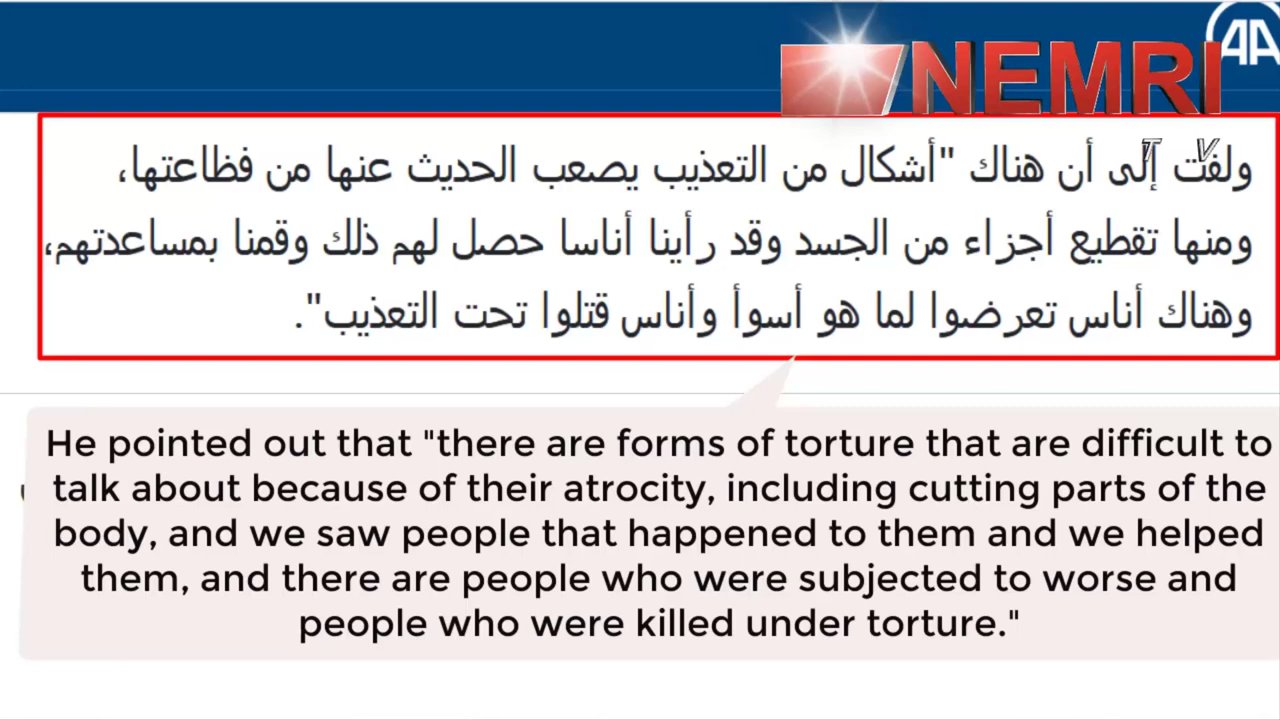 AA
NEMRI
T V
ولفت إلى أن هناك "أشكال من التعذيب يصعب الحديث عنها من فظاعتها،
ومنها تقطيع أجزاء من الجسد وقد رأينا أناسا حصل لهم ذلك وقمنا بمساعدتهم،
وهناك أناس تعرضوا لما هو أسوأ وأناس قتلوا تحت التعذيب".
He pointed out that "there are forms of torture that are difficult to
talk about because of their atrocity, including cutting parts of the
body, and we saw people that happened to them and we helped
them, and there are people who were subjected to worse and
people who were killed under torture."